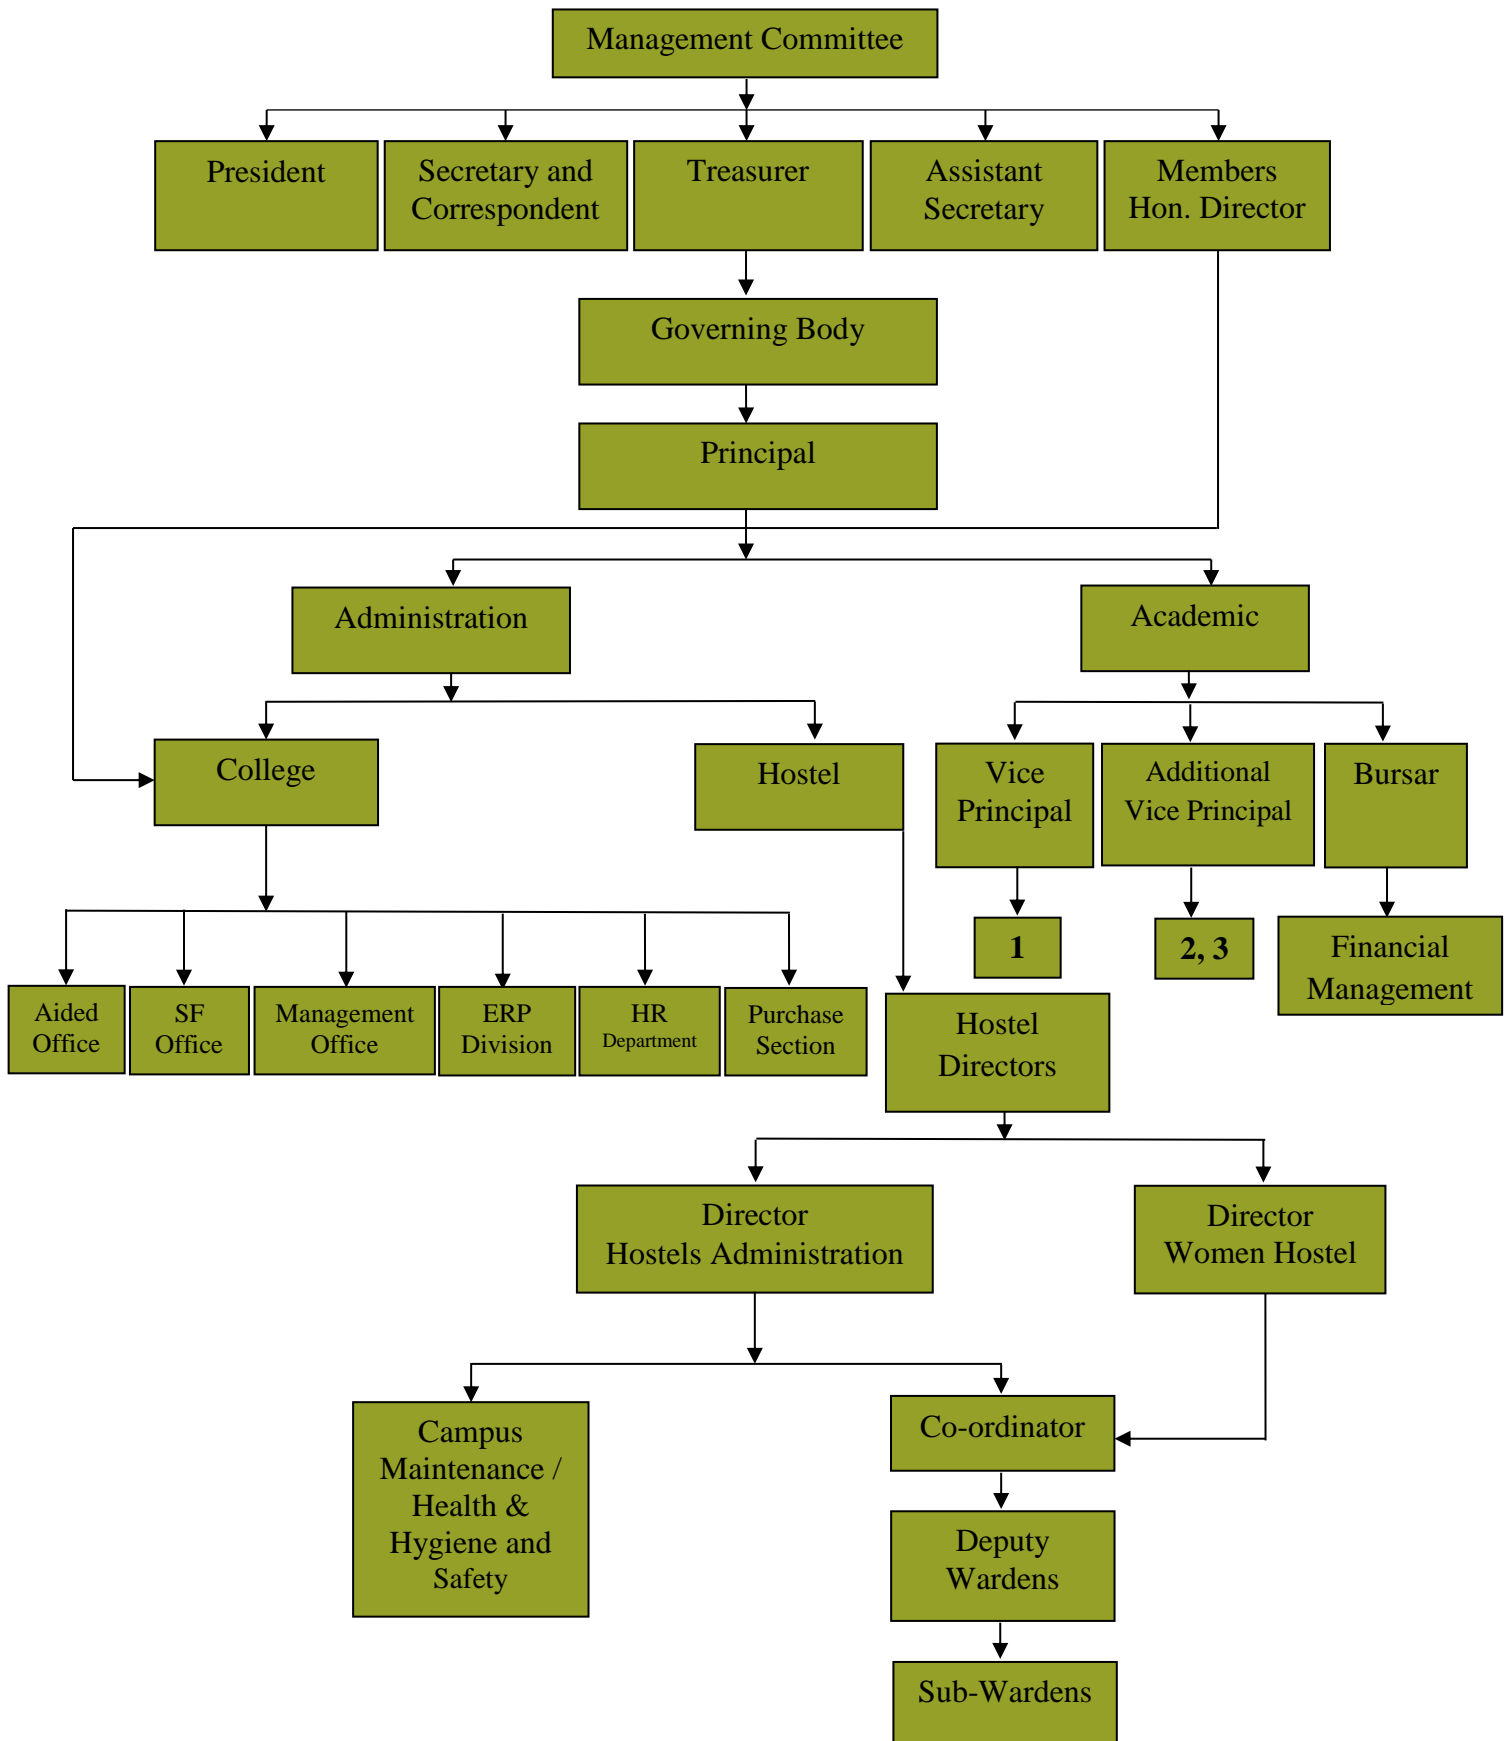 Management Committee
President
Secretary and
Correspondent
Treasurer
Assistant
Secretary
Members
Hon. Director
Governing Body
Principal
Administration
Academic
College
Hostel
Vice
Principal
Additional
Vice Principal
Bursar
1
2, 3
Financial
Management
Aided
Office
SF
Office
Management
Office
ERP
Division
HR
Department
Purchase
Section
Hostel
Directors
Director
Hostels Administration
Director
Women Hostel
Campus
Maintenance /
Health &
Hygiene and
Safety
Co-ordinator
Deputy
Wardens
Sub-Wardens